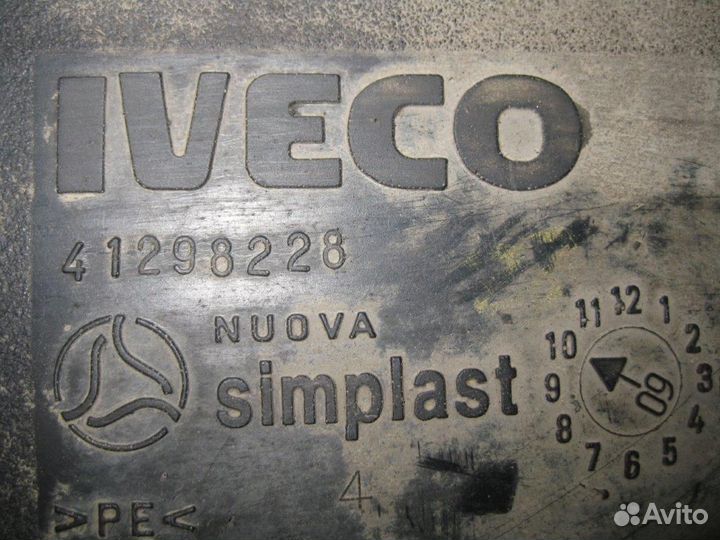 IVECO
41298228
NUOVA
simplast
11 12 1
10 2
9 09 3
8 4
7 6 5
4
>PE<
Avito